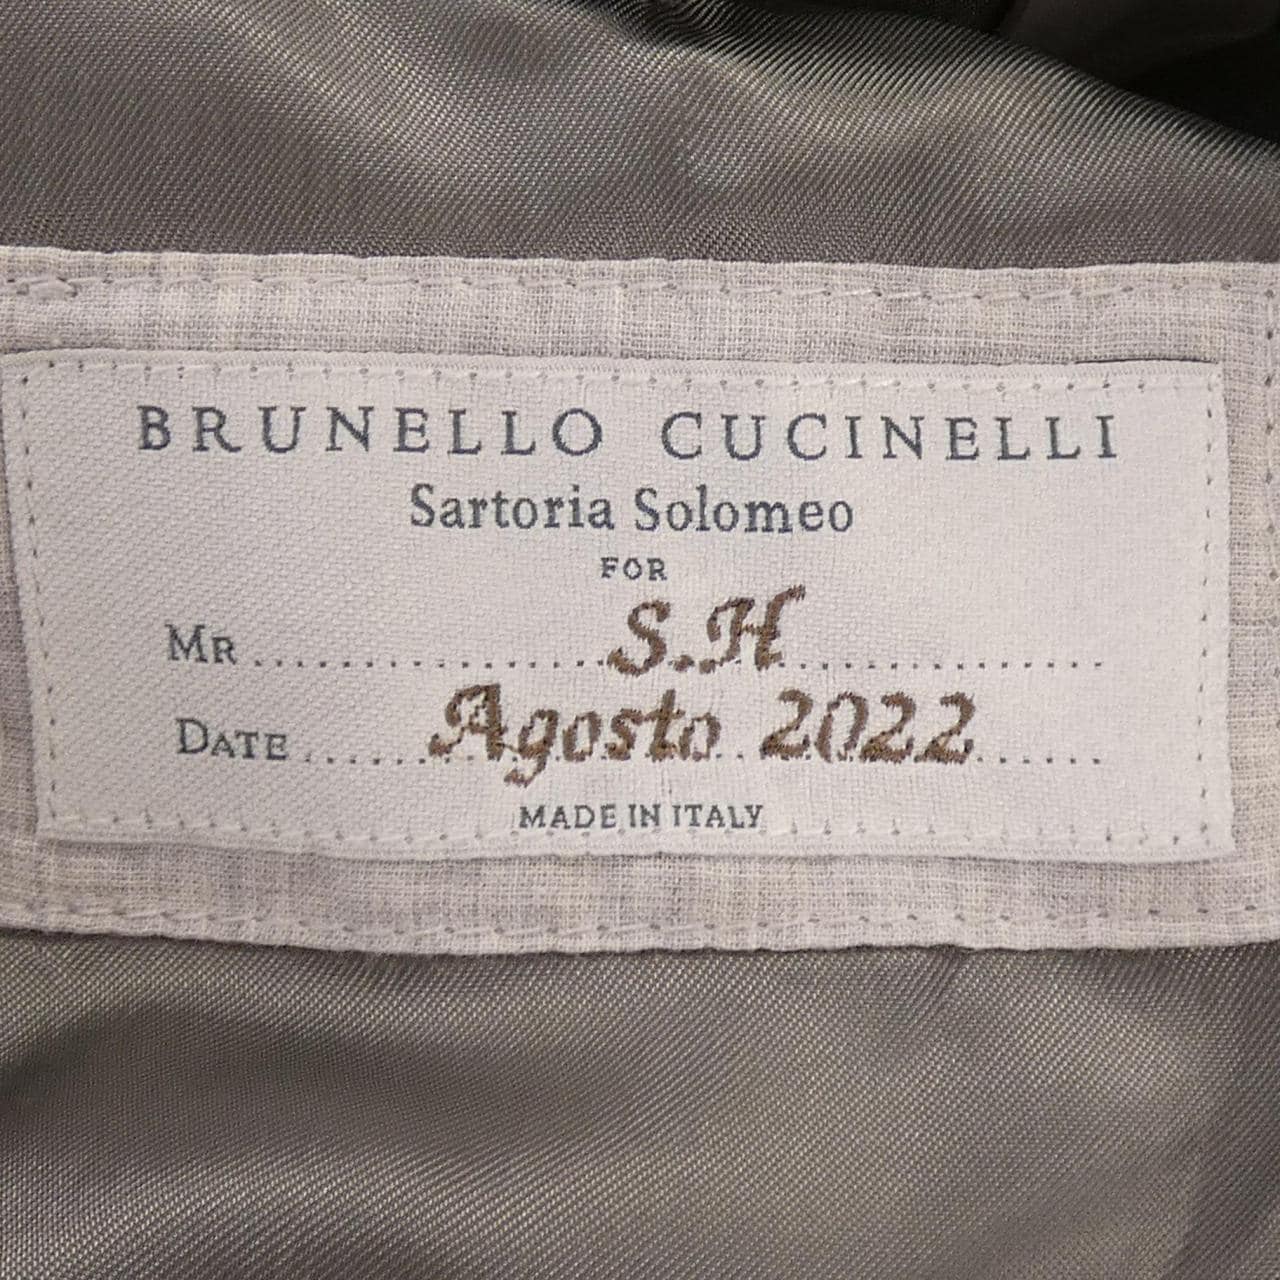 BRUNELLO CUCINELLI
Sartoria Solomeo
FOR
MR S.H
DATE Agosto 2022
MADE IN ITALY